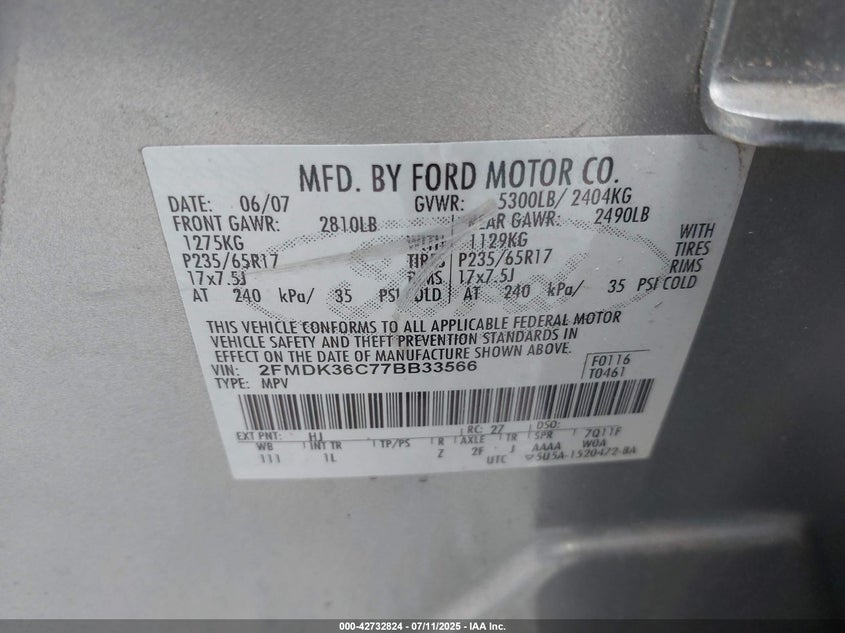 MFD. BY FORD MOTOR CO.
DATE: 06/07 GVWR: 5300LB/ 2404KG
FRONT GAWR: 2810LB REAR GAWR: 2490LB
1275KG WITH 1129KG WITH
P235/65R17 TIRES P235/65R17 TIRES
17x7.5J RIMS 17x7.5J RIMS
AT 240 kPa/ 35 PSI COLD AT 240 kPa/ 35 PSI COLD
THIS VEHICLE CONFORMS TO ALL APPLICABLE FEDERAL MOTOR
VEHICLE SAFETY AND THEFT PREVENTION STANDARDS IN
EFFECT ON THE DATE OF MANUFACTURE SHOWN ABOVE.
VIN: 2FMDK36C77BB33566 F0116
TYPE: MPV T0461
EXT PNT: HJ RC: 27 DSO:
WB INT TR TP/PS R AXLE TR SPR 7Q11F
111 1L Z 2F J AAAA W0A
UTC 5U5A-1520472-BA
000-42732824 - 07/11/2025 - IAA Inc.